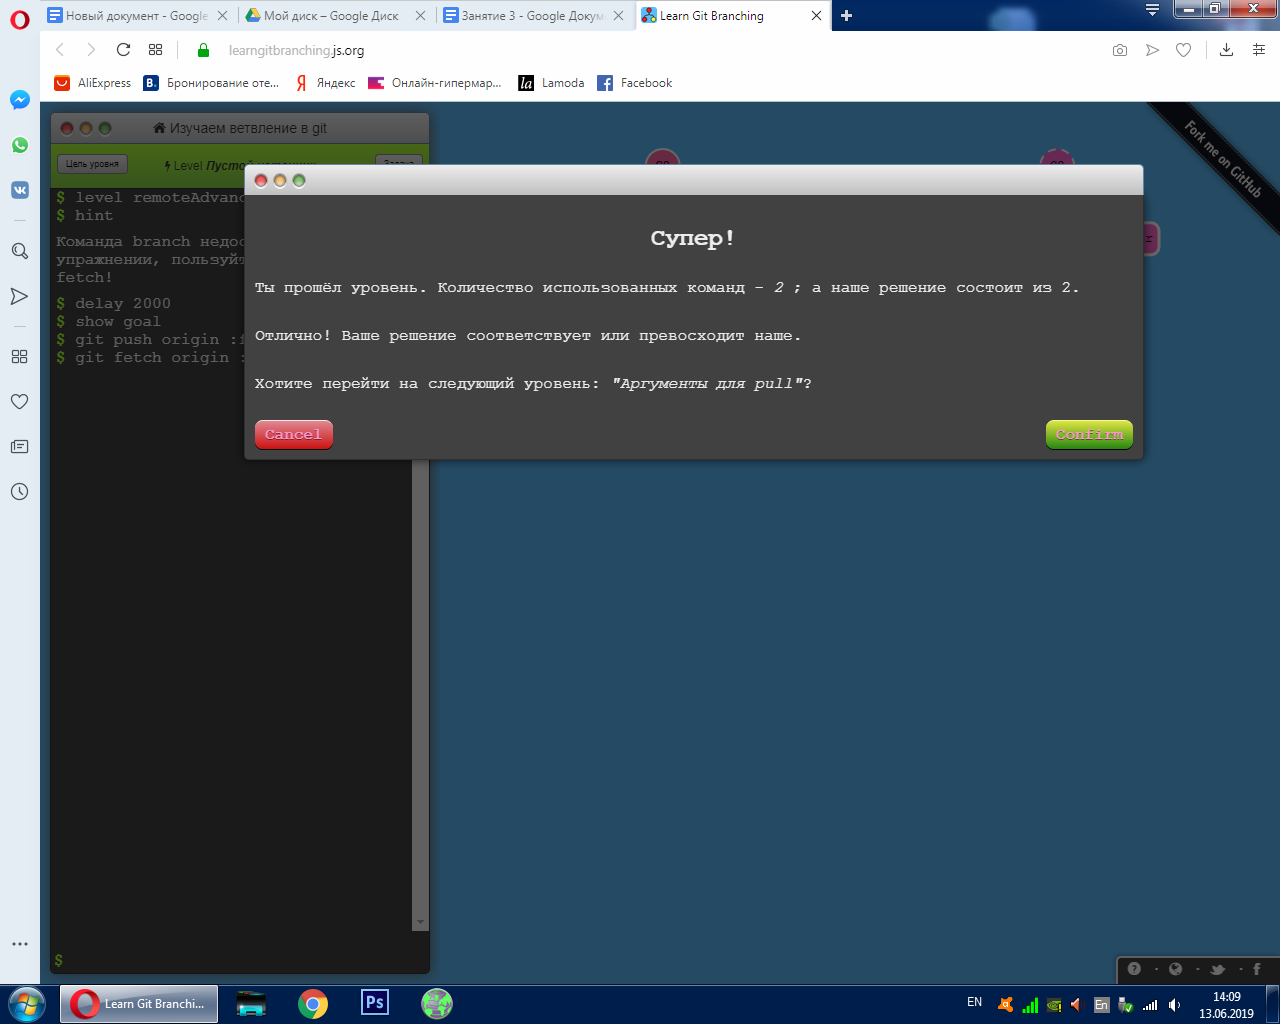 Новый документ - Google
Мой диск – Google Диск
Занятие 3 - Google Докум
Learn Git Branching
learngitbranching.js.org
AliExpress
B. Бронирование оте...
Я Яндекс
Онлайн-гипермар...
la Lamoda
Facebook
Изучаем ветвление в git
Fork me on GitHub
Цель уровня
Level
$ level remoteAdvanc
$ hint
Команда branch недос
упражнении, пользуйт
fetch!
$ delay 2000
$ show goal
$ git push origin :f
$ git fetch origin :
$
Супер!
Ты прошёл уровень. Количество использованных команд – 2 ; а наше решение состоит из 2.
Отлично! Ваше решение соответствует или превосходит наше.
Хотите перейти на следующий уровень: "Аргументы для pull"?
Cancel
Confirm
Learn Git Branchi...
Ps
EN
En
14:09
13.06.2019